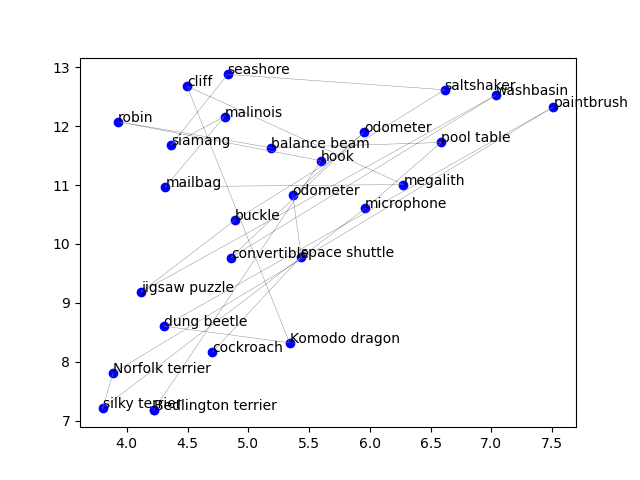 13
seashore
cliff
saltshaker
washbasin
paintbrush
robin
malinois
12
odometer
siamang
balance beam
pool table
hook
mailbag
megalith
11
odometer
microphone
buckle
10
convertible
space shuttle
jigsaw puzzle
9
dung beetle
Komodo dragon
cockroach
8
Norfolk terrier
silky terrier
Bedlington terrier
7
4.0 4.5 5.0 5.5 6.0 6.5 7.0 7.5